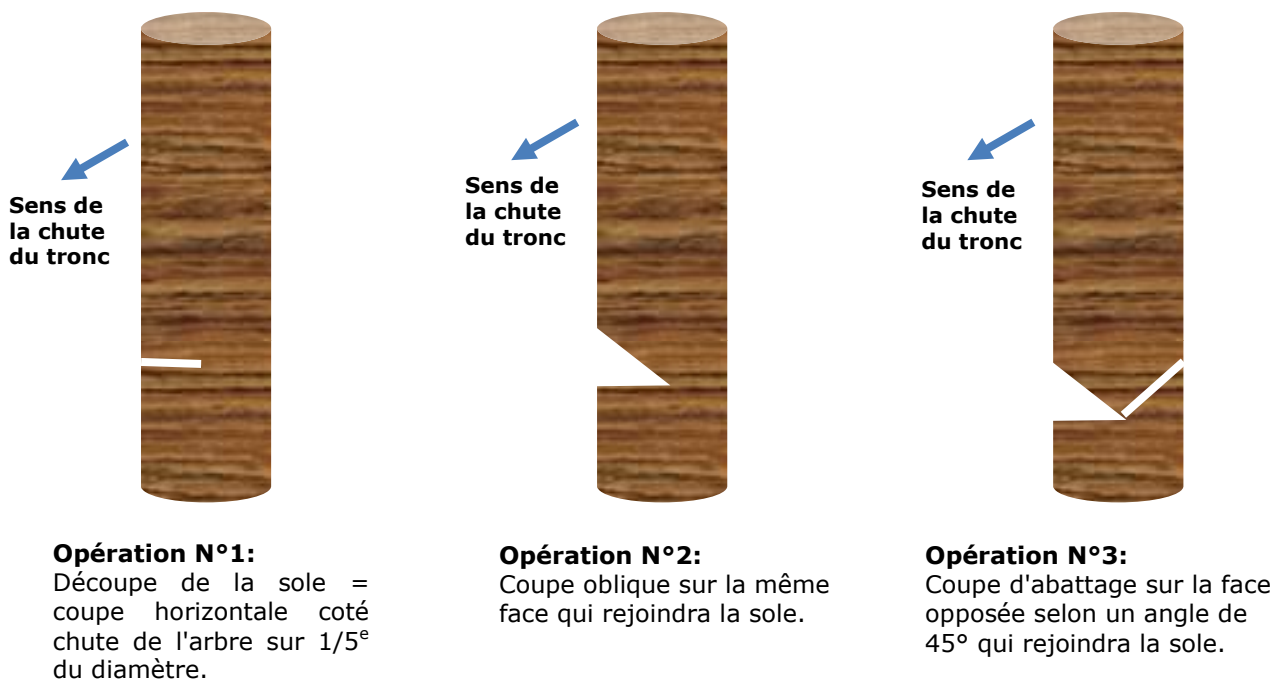 Sens de
la chute
du tronc
Sens de
la chute
du tronc
Sens de
la chute
du tronc
Opération N°1:
Découpe de la sole =
coupe horizontale coté
chute de l'arbre sur 1/5e
du diamètre.
Opération N°2:
Coupe oblique sur la même
face qui rejoindra la sole.
Opération N°3:
Coupe d'abattage sur la face
opposée selon un angle de
45° qui rejoindra la sole.